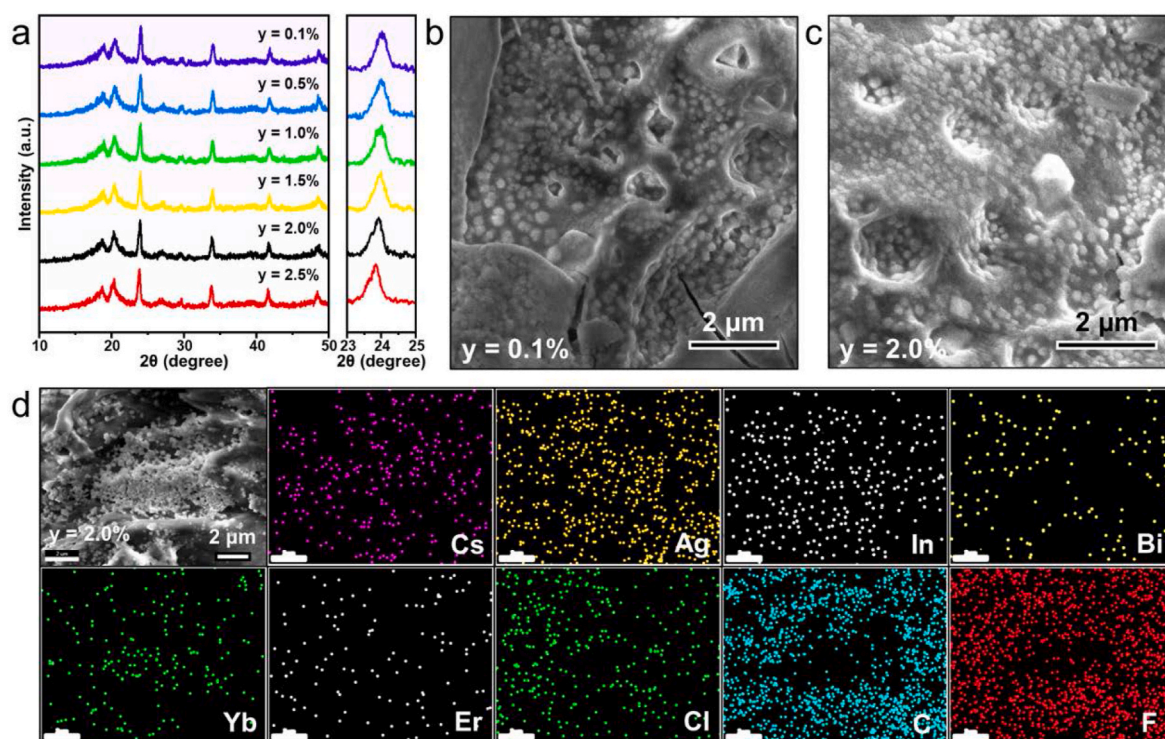 a
y = 0.1%
y = 0.5%
y = 1.0%
y = 1.5%
y = 2.0%
y = 2.5%
Intensity (a.u.)
10 20 30 40 50
2θ (degree)
23 24 25
2θ (degree)
b
y = 0.1%
2 μm
c
y = 2.0%
2 μm
d
y = 2.0%
2 μm
2 μm
Cs
Ag
In
Bi
Yb
Er
Cl
C
F